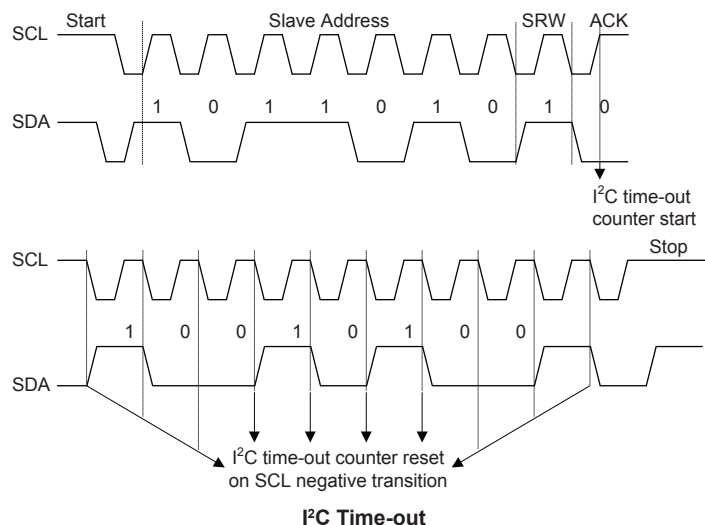 Start Slave Address SRW ACK
SCL
1 0 1 1 0 1 0 1 0
SDA
I²C time-out
counter start
Stop
SCL
1 0 0 1 0 1 0 0
SDA
I²C time-out counter reset
on SCL negative transition
I²C Time-out